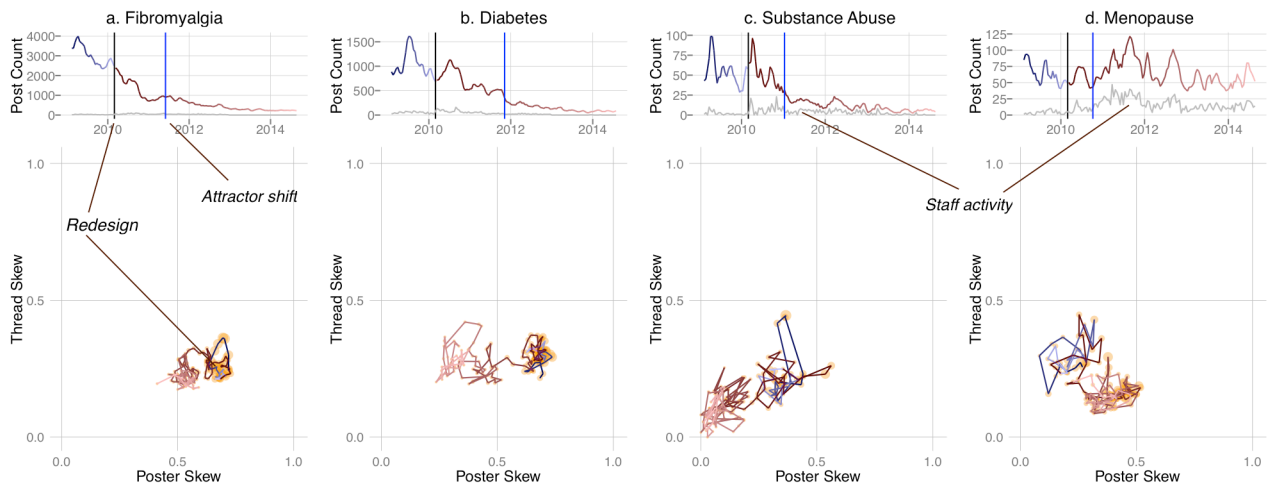 a. Fibromyalgia
b. Diabetes
c. Substance Abuse
d. Menopause
Post Count
4000
3000
2000
1000
0
2010
2012
2014
Post Count
1500
1000
500
0
2010
2012
2014
Post Count
100
75
50
25
0
2010
2012
2014
Post Count
125
100
75
50
25
0
2010
2012
2014
Attractor shift
Redesign
Staff activity
Thread Skew
1.0
0.5
0.0
0.0
0.5
1.0
Poster Skew
Thread Skew
1.0
0.5
0.0
0.0
0.5
1.0
Poster Skew
Thread Skew
1.0
0.5
0.0
0.0
0.5
1.0
Poster Skew
Thread Skew
1.0
0.5
0.0
0.0
0.5
1.0
Poster Skew